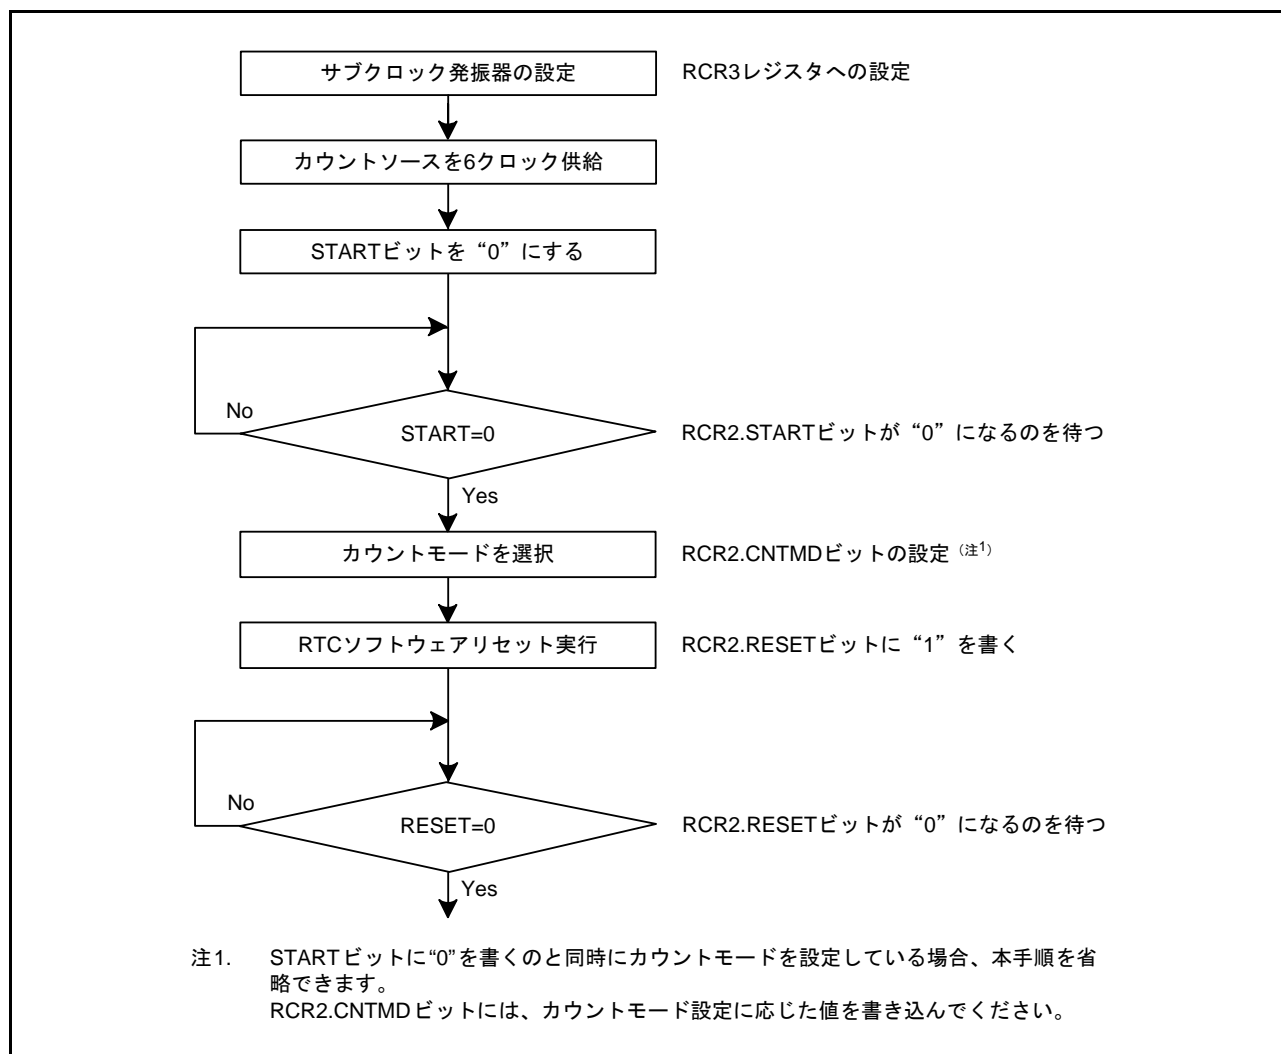 サブクロック発振器の設定
RCR3レジスタへの設定
カウントソースを6クロック供給
STARTビットを“0”にする
No
START=0
RCR2.STARTビットが“0”になるのを待つ
Yes
カウントモードを選択
RCR2.CNTMDビットの設定（注1）
RTCソフトウェアリセット実行
RCR2.RESETビットに“1”を書く
No
RESET=0
RCR2.RESETビットが“0”になるのを待つ
Yes
注1. STARTビットに“0”を書くのと同時にカウントモードを設定している場合、本手順を省
略できます。
RCR2.CNTMDビットには、カウントモード設定に応じた値を書き込んでください。